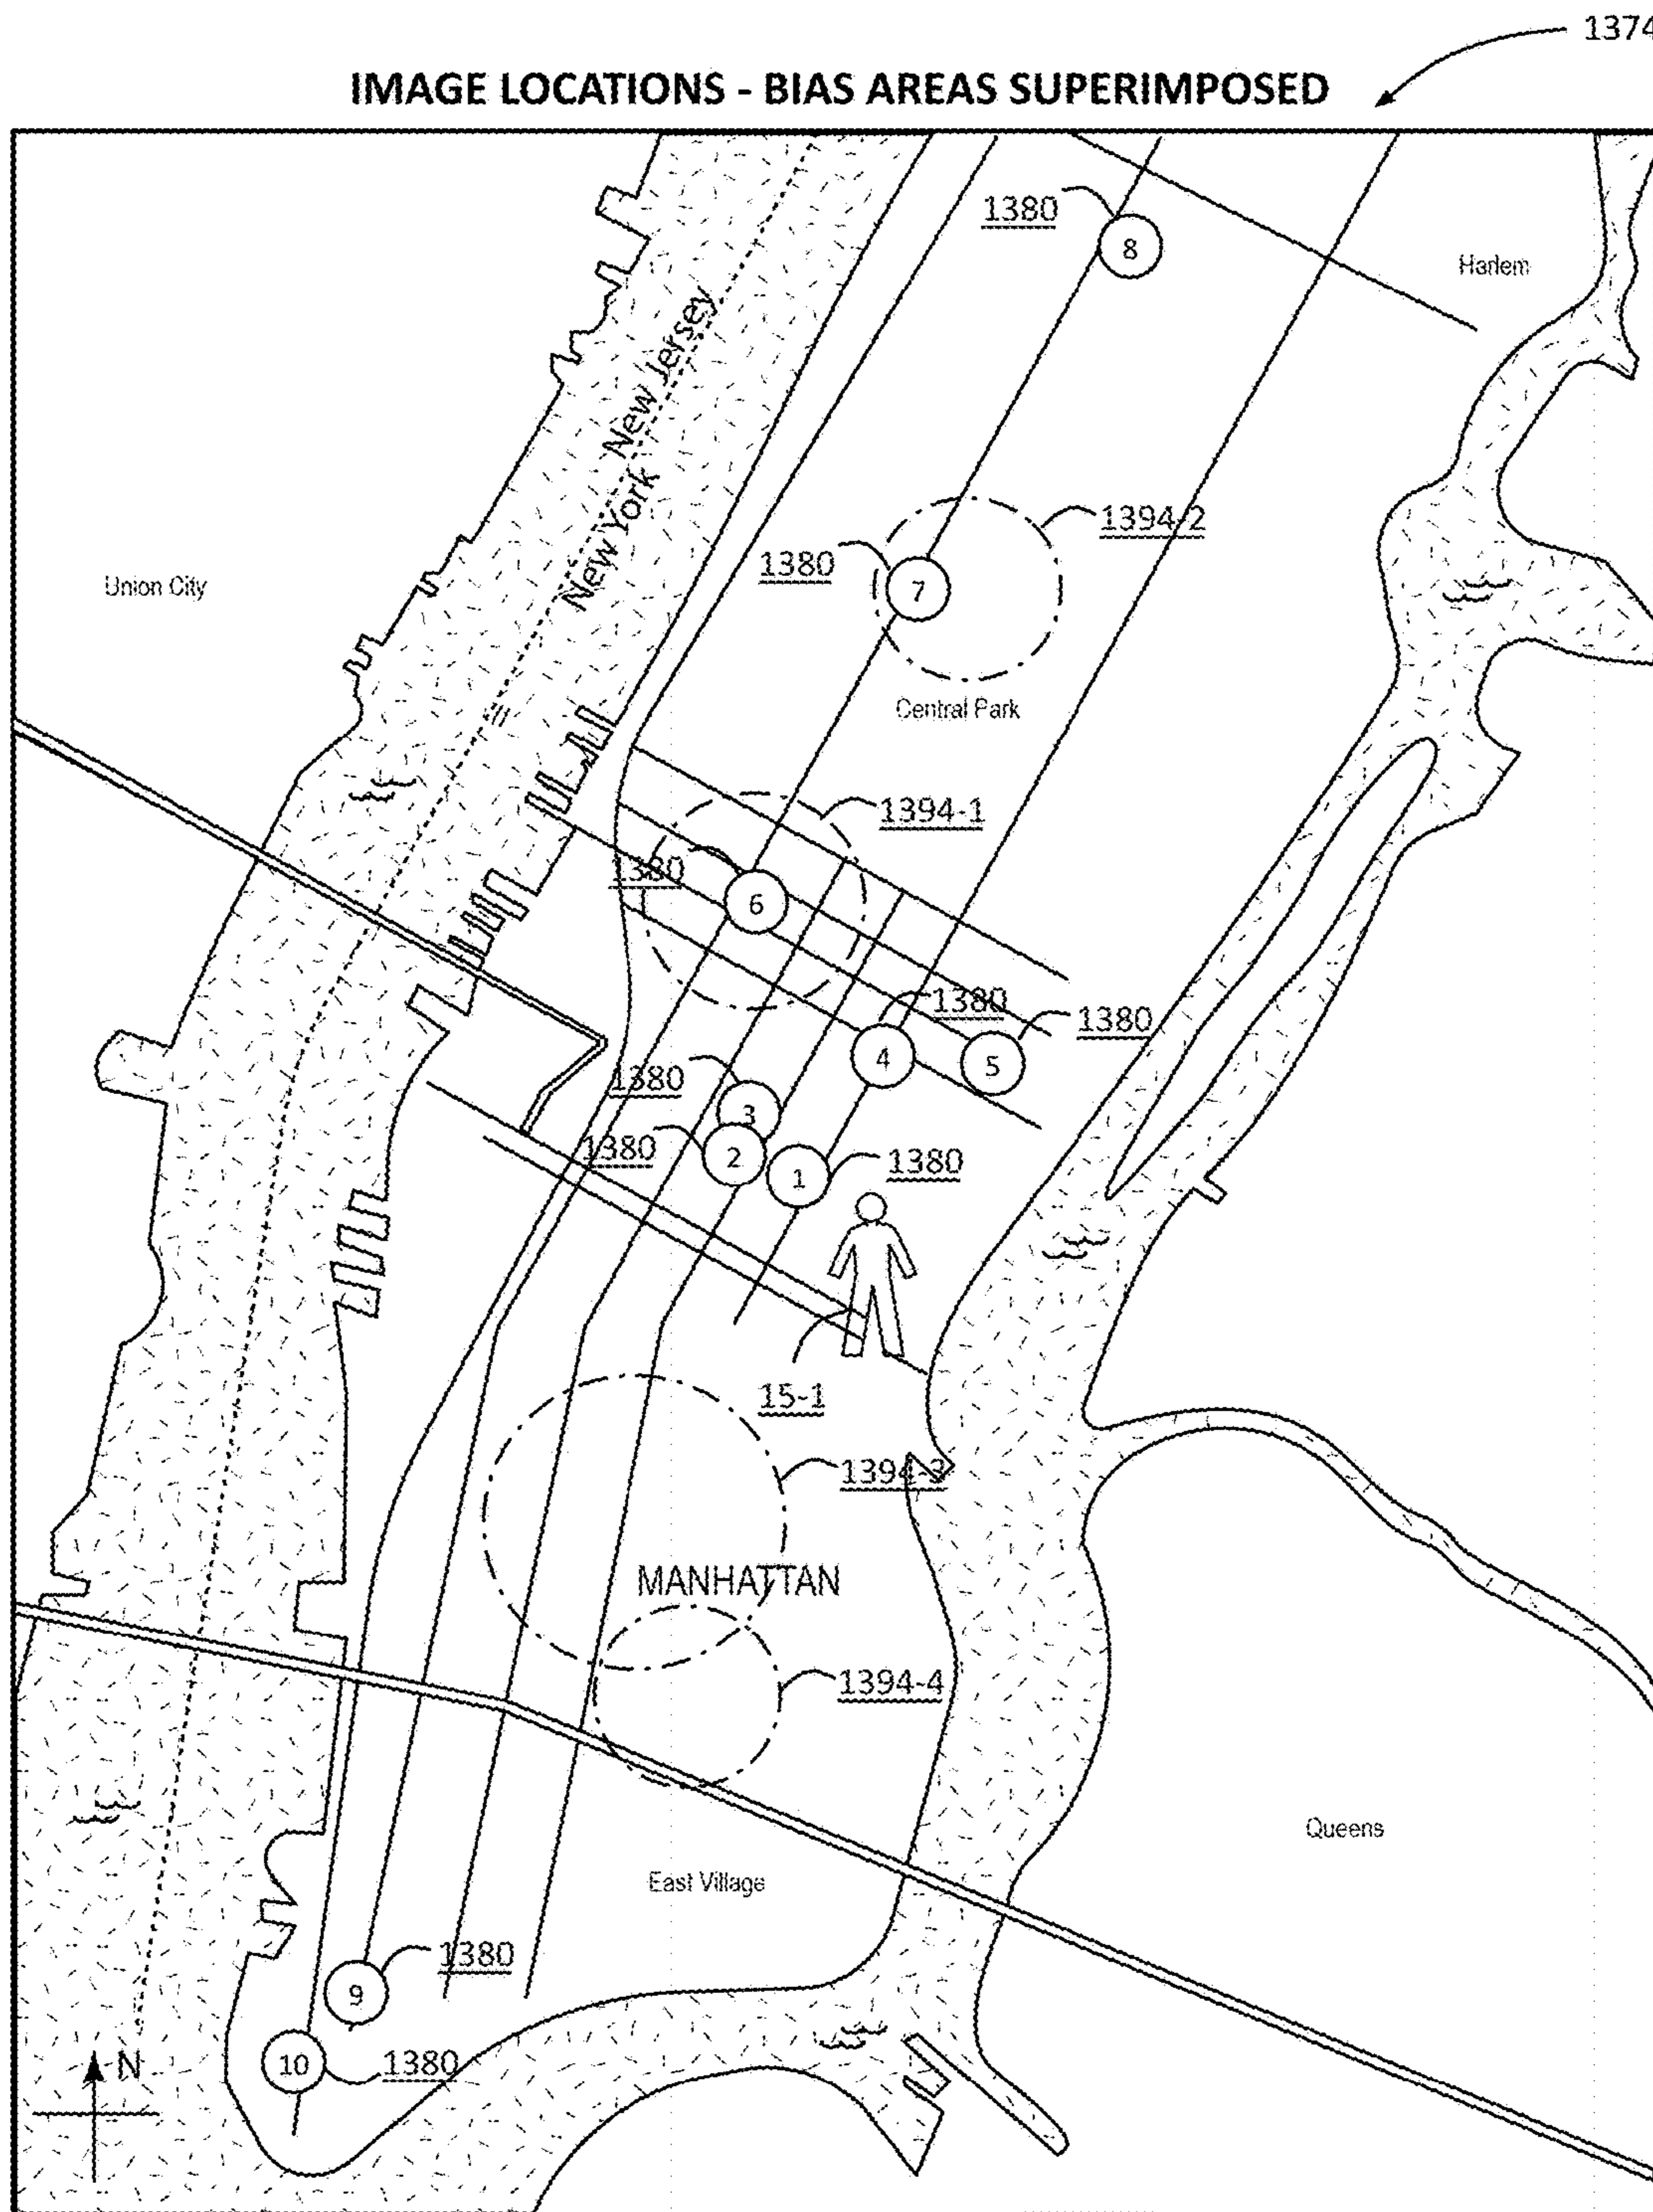 1374
IMAGE LOCATIONS - BIAS AREAS SUPERIMPOSED
1380
8
Harlem
New Jersey
New York
1394-2
1380
7
Union City
Central Park
1394-1
1380
6
1380
4
1380
5
1380
3
1380
2
1380
1
15-1
1394-3
MANHATTAN
1394-4
Queens
East Village
1380
9
N
10
1380